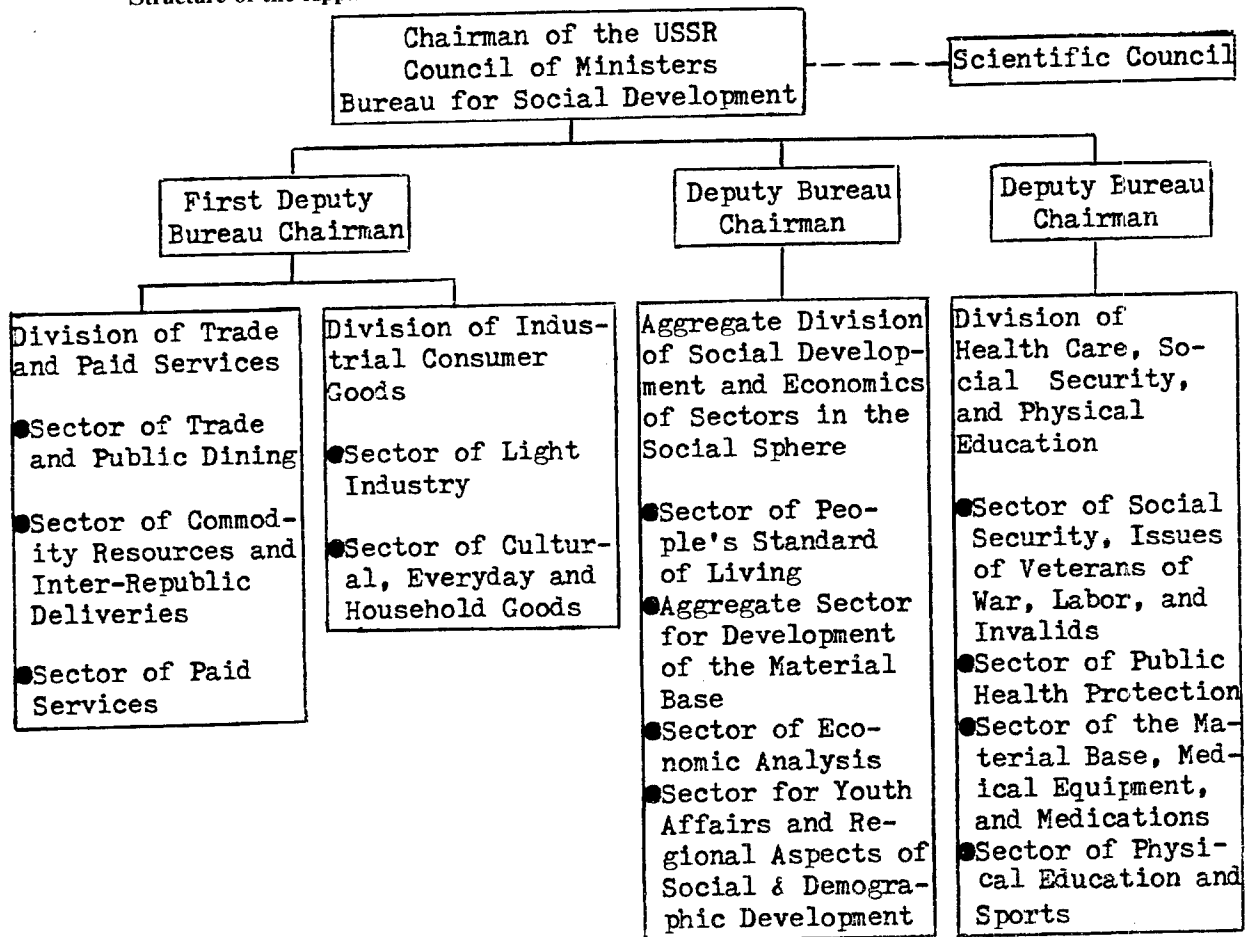 Structure of the
Chairman of the USSR
Council of Ministers
Bureau for Social Development
Scientific Council
First Deputy
Bureau Chairman
Deputy Bureau
Chairman
Deputy Bureau
Chairman
Division of Trade
and Paid Services
●Sector of Trade
and Public Dining
●Sector of Commod-
ity Resources and
Inter-Republic
Deliveries
●Sector of Paid
Services
Division of Indus-
trial Consumer
Goods
●Sector of Light
Industry
●Sector of Cultur-
al, Everyday and
Household Goods
Aggregate Division
of Social Develop-
ment and Economics
of Sectors in the
Social Sphere
●Sector of Peo-
ple's Standard
of Living
●Aggregate Sector
for Development
of the Material
Base
●Sector of Eco-
nomic Analysis
●Sector for Youth
Affairs and Re-
gional Aspects of
Social & Demogra-
phic Development
Division of
Health Care, So-
cial Security,
and Physical
Education
●Sector of Social
Security, Issues
of Veterans of
War, Labor, and
Invalids
●Sector of Public
Health Protection
●Sector of the Ma-
terial Base, Med-
ical Equipment,
and Medications
●Sector of Physi-
cal Education and
Sports